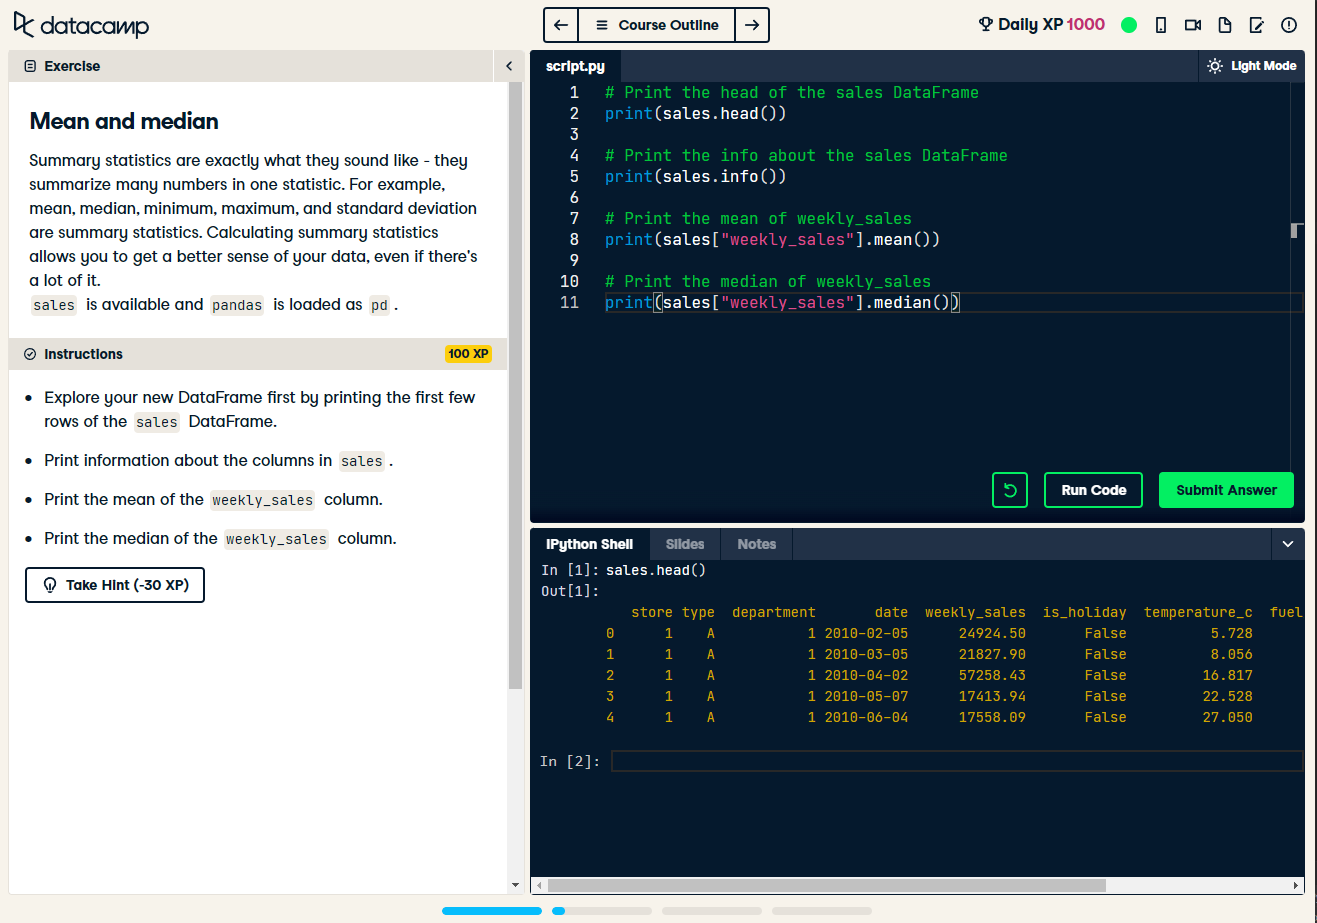 datacamp
Course Outline
Daily XP 1000
Exercise
Mean and median
Summary statistics are exactly what they sound like - they
summarize many numbers in one statistic. For example,
mean, median, minimum, maximum, and standard deviation
are summary statistics. Calculating summary statistics
allows you to get a better sense of your data, even if there's
a lot of it.
sales is available and pandas is loaded as pd .
Instructions
100 XP
Explore your new DataFrame first by printing the first few
rows of the sales DataFrame.
Print information about the columns in sales .
Print the mean of the weekly_sales column.
Print the median of the weekly_sales column.
Take Hint (-30 XP)
script.py
Light Mode
1 # Print the head of the sales DataFrame
2 print(sales.head())
3
4 # Print the info about the sales DataFrame
5 print(sales.info())
6
7 # Print the mean of weekly_sales
8 print(sales["weekly_sales"].mean())
9
10 # Print the median of weekly_sales
11 print(sales["weekly_sales"].median())
Run Code
Submit Answer
IPython Shell
Slides
Notes
In [1]: sales.head()
Out[1]:
store type department date weekly_sales is_holiday temperature_c fuel
0 1 A 1 2010-02-05 24924.50 False 5.728
1 1 A 1 2010-03-05 21827.90 False 8.056
2 1 A 1 2010-04-02 57258.43 False 16.817
3 1 A 1 2010-05-07 17413.94 False 22.528
4 1 A 1 2010-06-04 17558.09 False 27.050
In [2]: